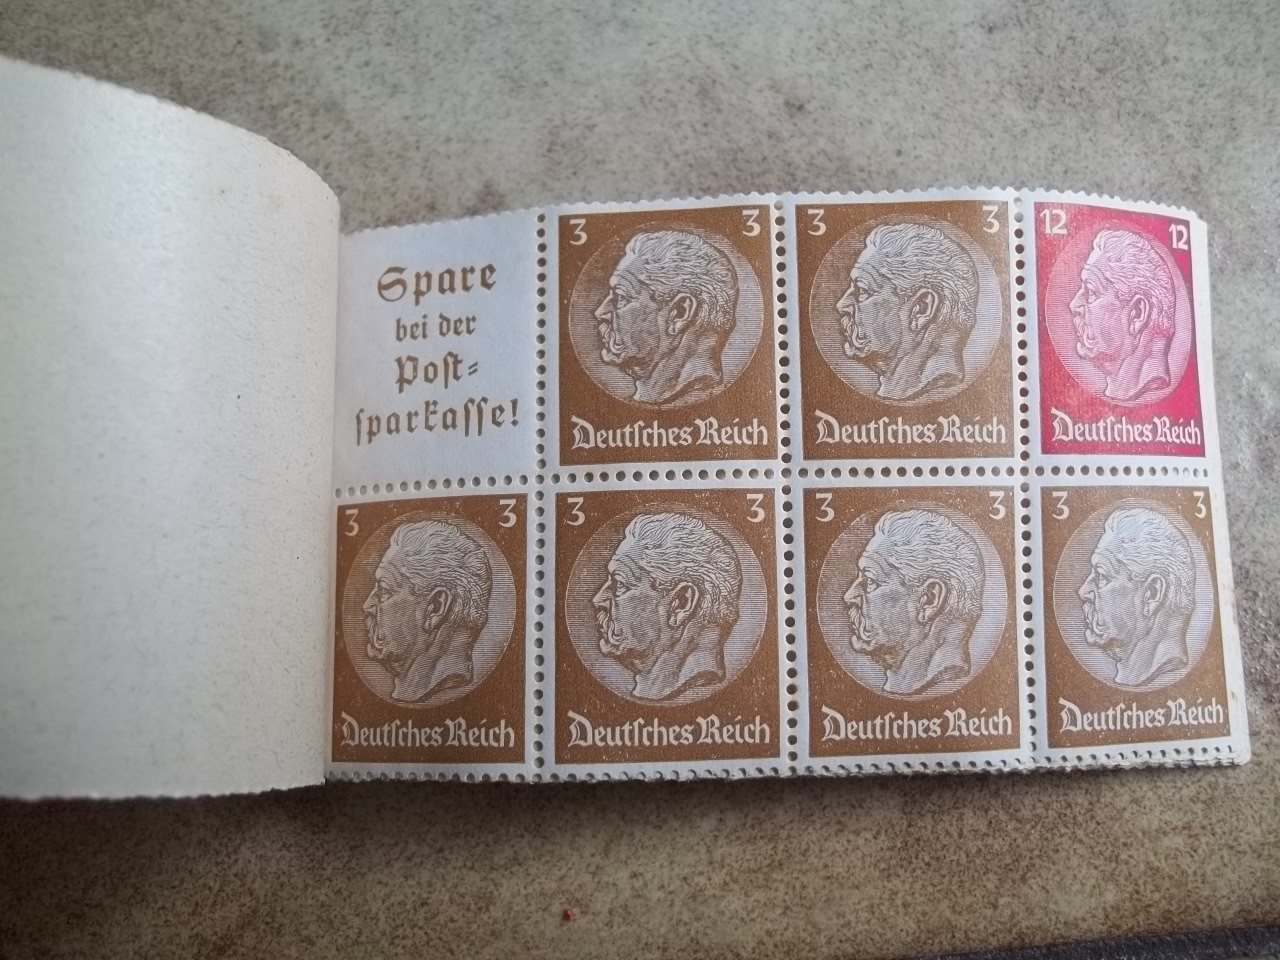 Spare
bei der
Post-
sparkasse!
3 3
Deutsches Reich
3 3
Deutsches Reich
12 12
Deutsches Reich
3 3
Deutsches Reich
3 3
Deutsches Reich
3 3
Deutsches Reich
3 3
Deutsches Reich